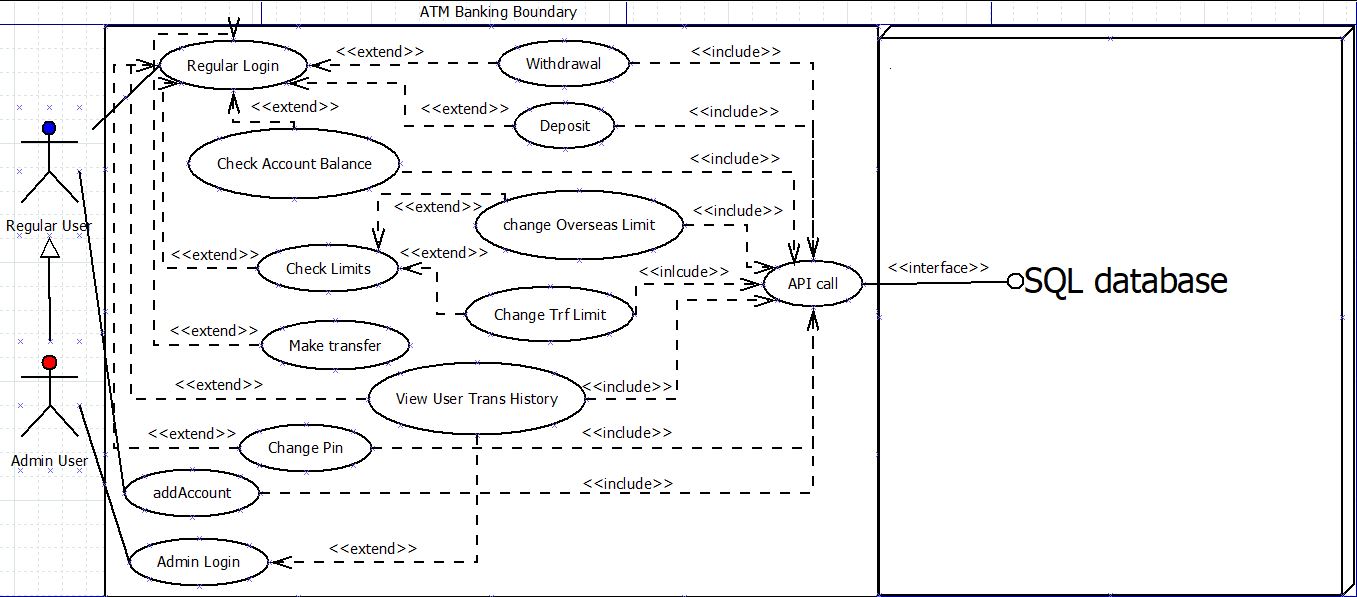 ATM Banking Boundary
Regular Login
<<extend>>
Withdrawal
<<include>>
<<extend>>
<<extend>>
Deposit
<<include>>
Check Account Balance
<<include>>
<<extend>>
change Overseas Limit
<<include>>
Regular User
<<extend>>
Check Limits
<<extend>>
<<inlcude>>
API call
<<interface>>
SQL database
Change Trf Limit
<<extend>>
Make transfer
<<extend>>
View User Trans History
<<include>>
<<extend>>
Change Pin
<<include>>
Admin User
addAccount
<<include>>
Admin Login
<<extend>>